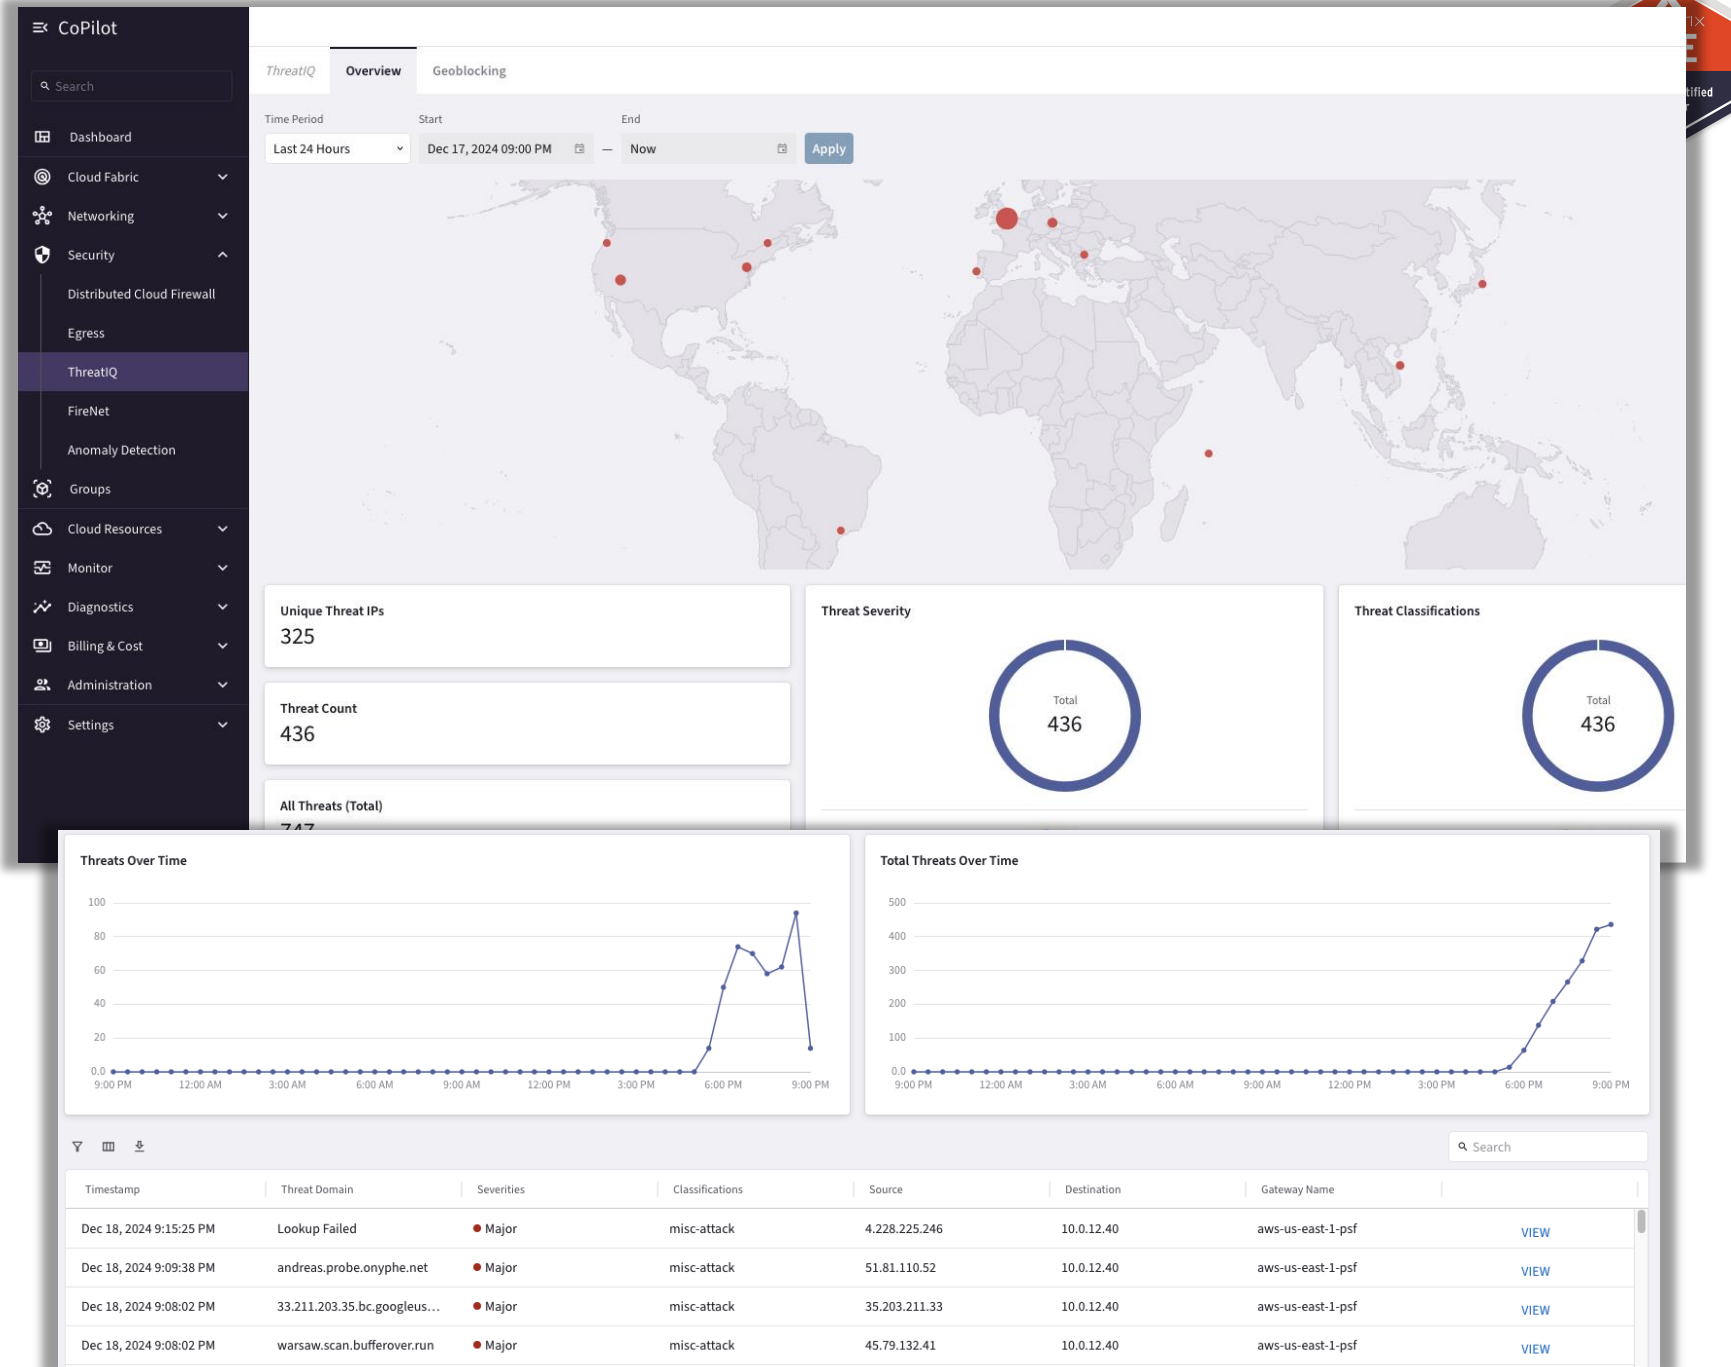 CoPilot
Search
Dashboard
Cloud Fabric
Networking
Security
Distributed Cloud Firewall
Egress
ThreatIQ
FireNet
Anomaly Detection
Groups
Cloud Resources
Monitor
Diagnostics
Billing & Cost
Administration
Settings
ThreatIQ Overview Geoblocking
Time Period Start End
Last 24 Hours Dec 17, 2024 09:00 PM — Now Apply
Unique Threat IPs
325
Threat Count
436
All Threats (Total)
747
Threat Severity
Total
436
Threat Classifications
Total
436
Threats Over Time
100
80
60
40
20
0.0
9:00 PM 12:00 AM 3:00 AM 6:00 AM 9:00 AM 12:00 PM 3:00 PM 6:00 PM 9:00 PM
Total Threats Over Time
500
400
300
200
100
0.0
9:00 PM 12:00 AM 3:00 AM 6:00 AM 9:00 AM 12:00 PM 3:00 PM 6:00 PM 9:00 PM
Search
Timestamp Threat Domain Severities Classifications Source Destination Gateway Name
Dec 18, 2024 9:15:25 PM Lookup Failed Major misc-attack 4.228.225.246 10.0.12.40 aws-us-east-1-psf VIEW
Dec 18, 2024 9:09:38 PM andreas.probe.onyphe.net Major misc-attack 51.81.110.52 10.0.12.40 aws-us-east-1-psf VIEW
Dec 18, 2024 9:08:02 PM 33.211.203.35.bc.googleus... Major misc-attack 35.203.211.33 10.0.12.40 aws-us-east-1-psf VIEW
Dec 18, 2024 9:08:02 PM warsaw.scan.bufferover.run Major misc-attack 45.79.132.41 10.0.12.40 aws-us-east-1-psf VIEW